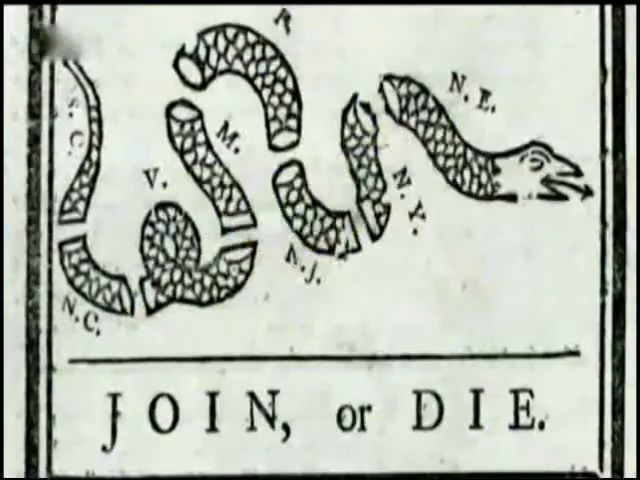 S. C.
N.C.
V.
M.
N.J.
N.Y.
N.E.
JOIN, or DIE.